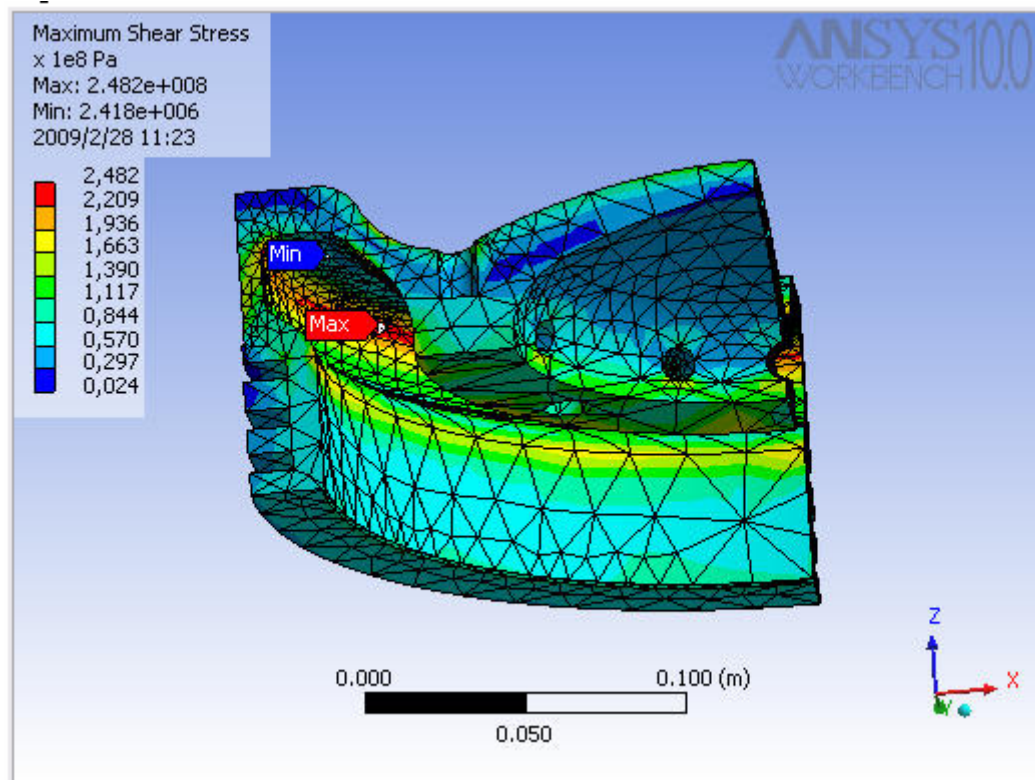 Maximum Shear Stress
x 1e8 Pa
Max: 2.482e+008
Min: 2.418e+006
2009/2/28 11:23
ANSYS 10.0
WORKBENCH
2,482
2,209
1,936
1,663
1,390
1,117
0,844
0,570
0,297
0,024
Min
Max
0.000
0.100 (m)
0.050
Z
X
Y